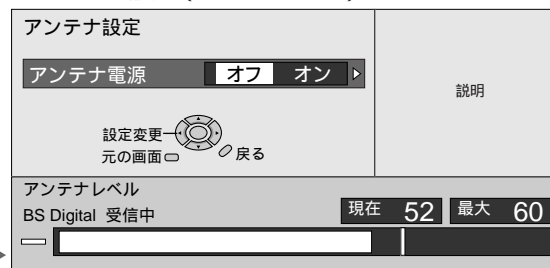 アンテナ設定
アンテナ電源 オフ オン
説明
設定変更
元の画面 戻る
アンテナレベル
BS Digital 受信中 現在 52 最大 60